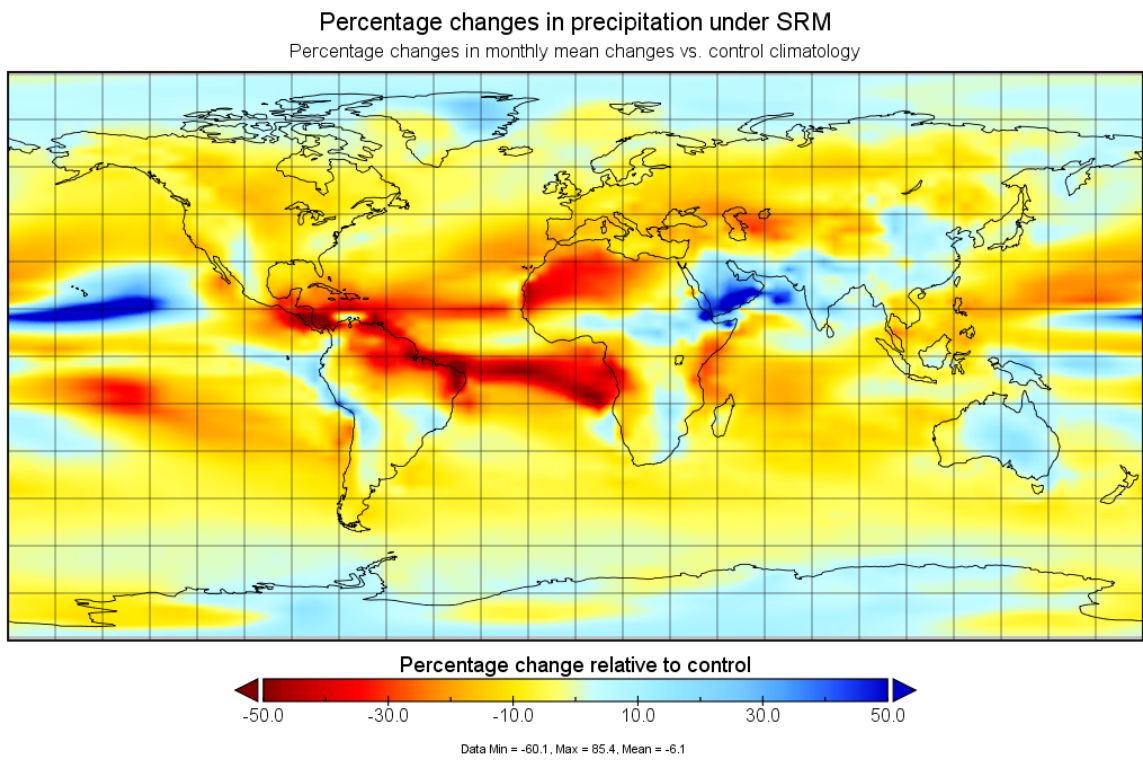 Percentage changes in precipitation under SRM
Percentage changes in monthly mean changes vs. control climatology
Percentage change relative to control
-50.0 -30.0 -10.0 10.0 30.0 50.0
Data Min = -60.1, Max = 85.4, Mean = -6.1